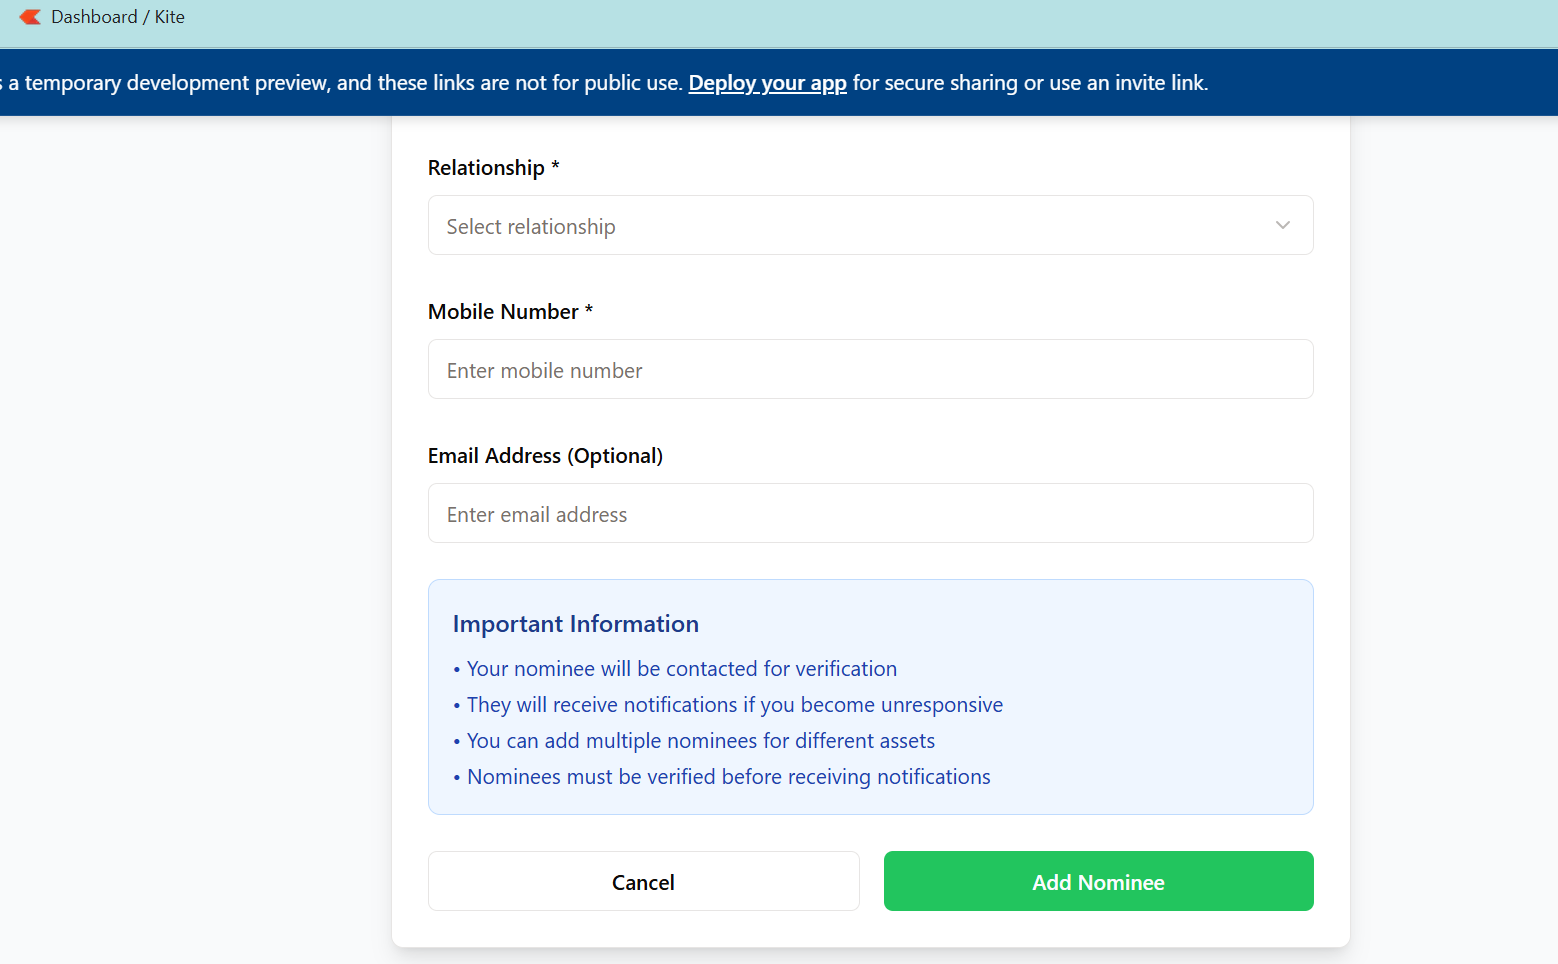 Dashboard / Kite
a temporary development preview, and these links are not for public use. Deploy your app for secure sharing or use an invite link.
Relationship *
Select relationship
Mobile Number *
Enter mobile number
Email Address (Optional)
Enter email address
Important Information
• Your nominee will be contacted for verification
• They will receive notifications if you become unresponsive
• You can add multiple nominees for different assets
• Nominees must be verified before receiving notifications
Cancel
Add Nominee